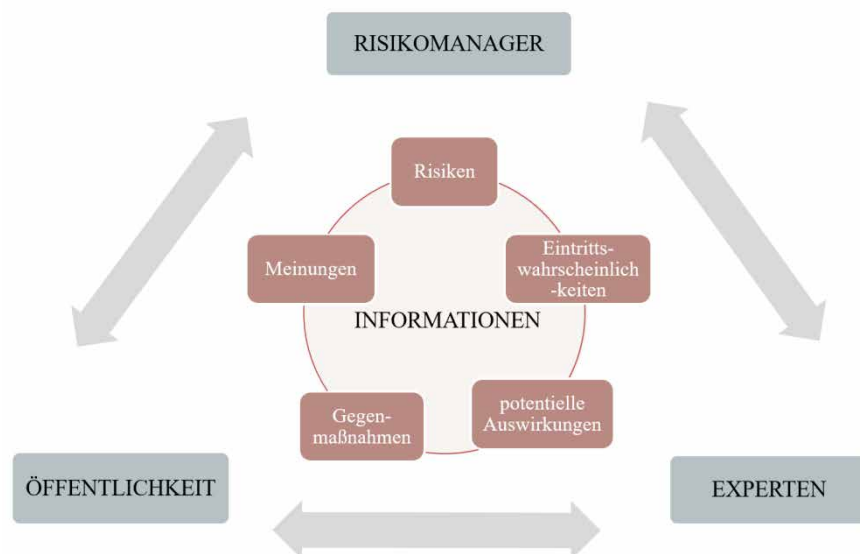 RISIKOMANAGER
Risiken
Meinungen
Eintritts-
wahrscheinlich
-keiten
INFORMATIONEN
Gegen-
maßnahmen
potentielle
Auswirkungen
ÖFFENTLICHKEIT
EXPERTEN